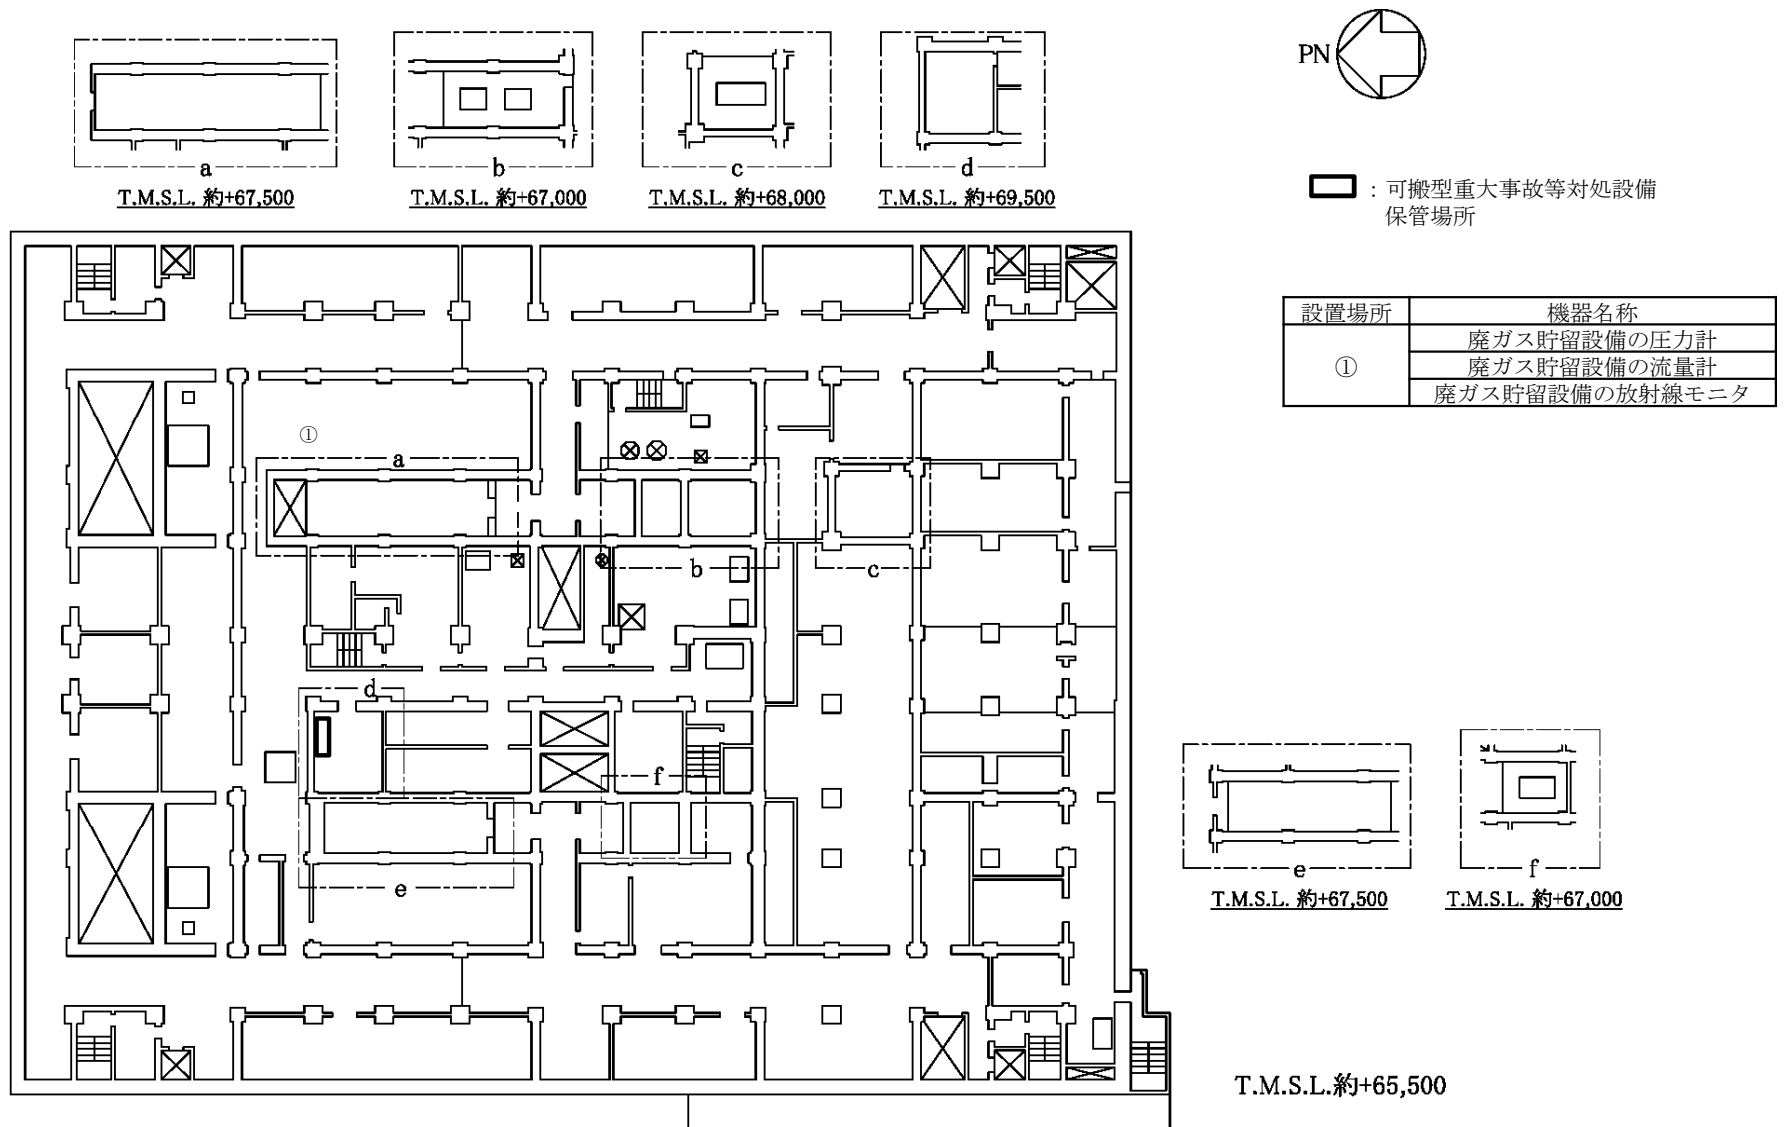 PN
a
T.M.S.L. 約+67,500
b
T.M.S.L. 約+67,000
c
T.M.S.L. 約+68,000
d
T.M.S.L. 約+69,500
：可搬型重大事故等対処設備
保管場所
設置場所 機器名称
① 廃ガス貯留設備の圧力計
廃ガス貯留設備の流量計
廃ガス貯留設備の放射線モニタ
①
a
b
c
d
f
e
e
T.M.S.L. 約+67,500
f
T.M.S.L. 約+67,000
T.M.S.L.約+65,500